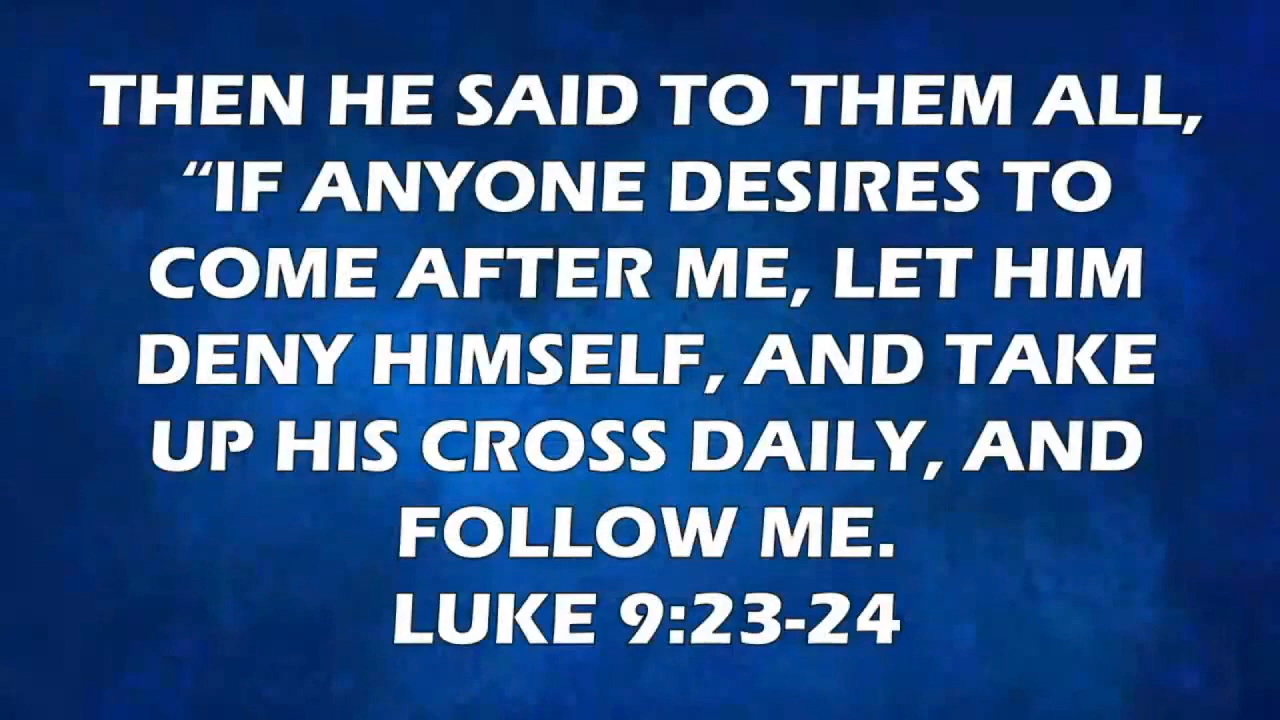 THEN HE SAID TO THEM ALL,
“IF ANYONE DESIRES TO
COME AFTER ME, LET HIM
DENY HIMSELF, AND TAKE
UP HIS CROSS DAILY, AND
FOLLOW ME.
LUKE 9:23-24